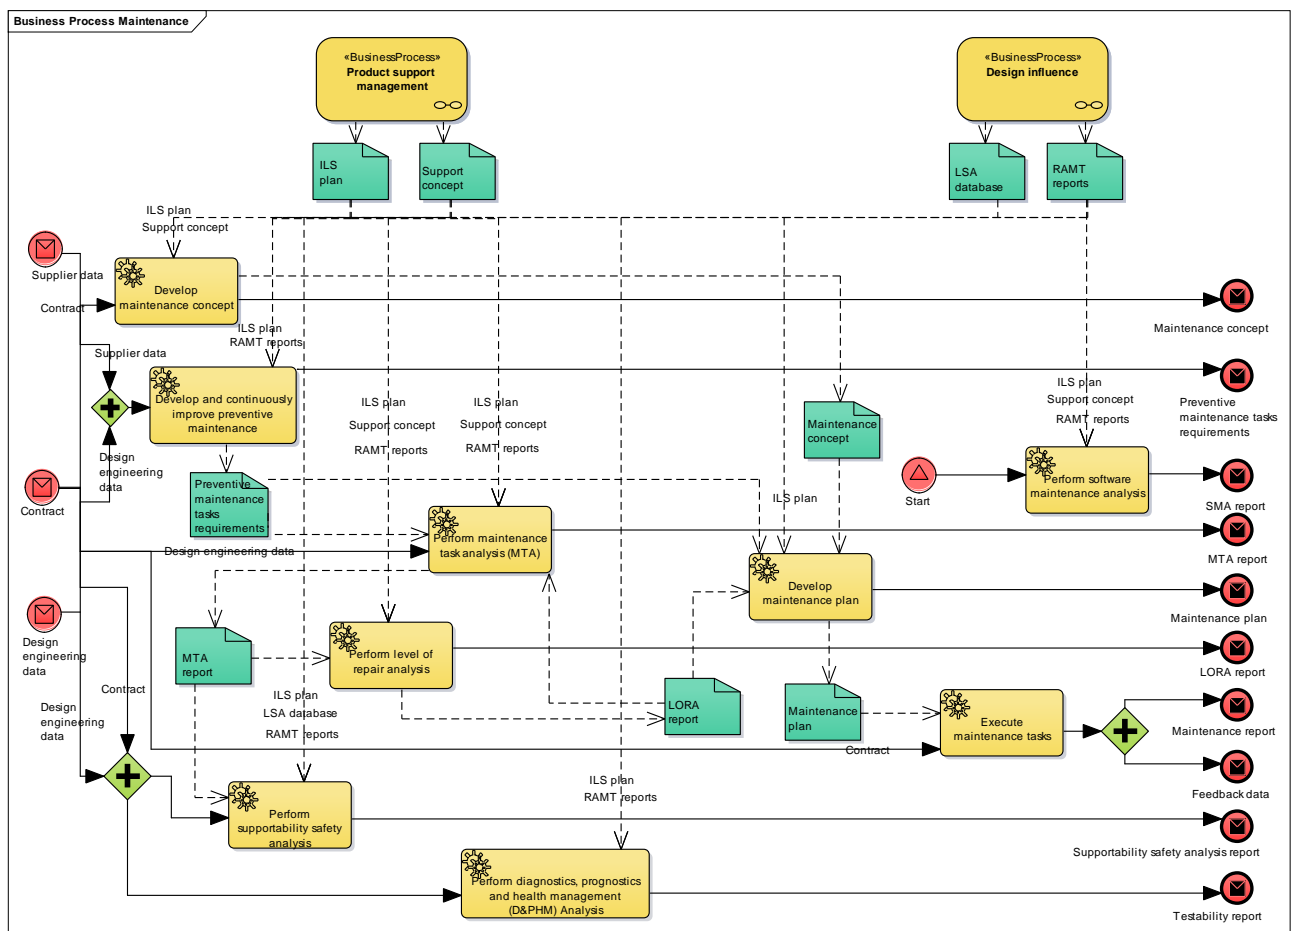 Business Process Maintenance
«BusinessProcess»
Product support
management
«BusinessProcess»
Design influence
ILS
plan
Support
concept
LSA
database
RAMT
reports
ILS plan
Support concept
Supplier data
Develop
maintenance concept
Contract
Maintenance concept
ILS plan
RAMT reports
Supplier data
Develop and continuously
improve preventive
maintenance
ILS plan
Support concept
RAMT reports
ILS plan
Support concept
RAMT reports
Maintenance
concept
ILS plan
Support concept
RAMT reports
Preventive
maintenance tasks
requirements
Design
engineering
data
Contract
Preventive
maintenance
tasks
requirements
ILS plan
Start
Perform software
maintenance analysis
SMA report
Perform maintenance
task analysis (MTA)
Design engineering data
MTA report
Develop
maintenance plan
Maintenance plan
Design
engineering
data
MTA
report
Perform level of
repair analysis
LORA report
Contract
Design
engineering
data
ILS plan
LSA database
RAMT reports
LORA
report
Maintenance
plan
Contract
Execute
maintenance tasks
Maintenance report
Feedback data
Perform
supportability safety
analysis
ILS plan
RAMT reports
Supportability safety analysis report
Perform diagnostics, prognostics
and health management
(D&PHM) Analysis
Testability report